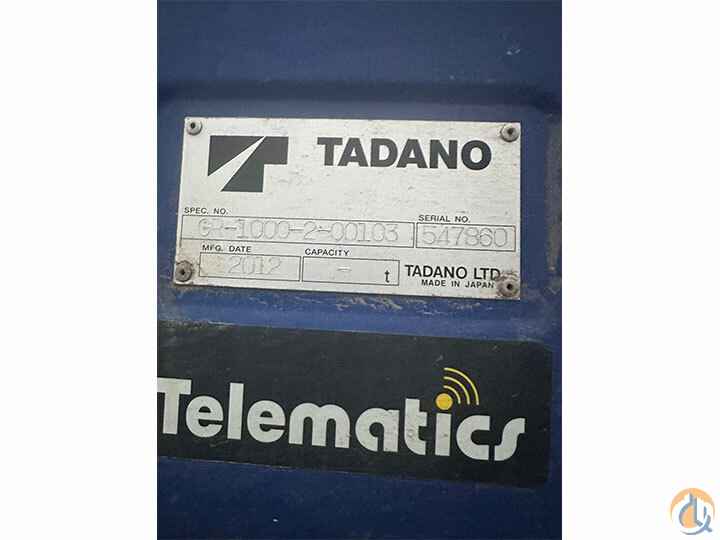 TADANO
SPEC. NO.
GR-1000-2-00103
SERIAL NO.
547860
MFG. DATE
2012
CAPACITY
- t
TADANO LTD.
MADE IN JAPAN
Telematics